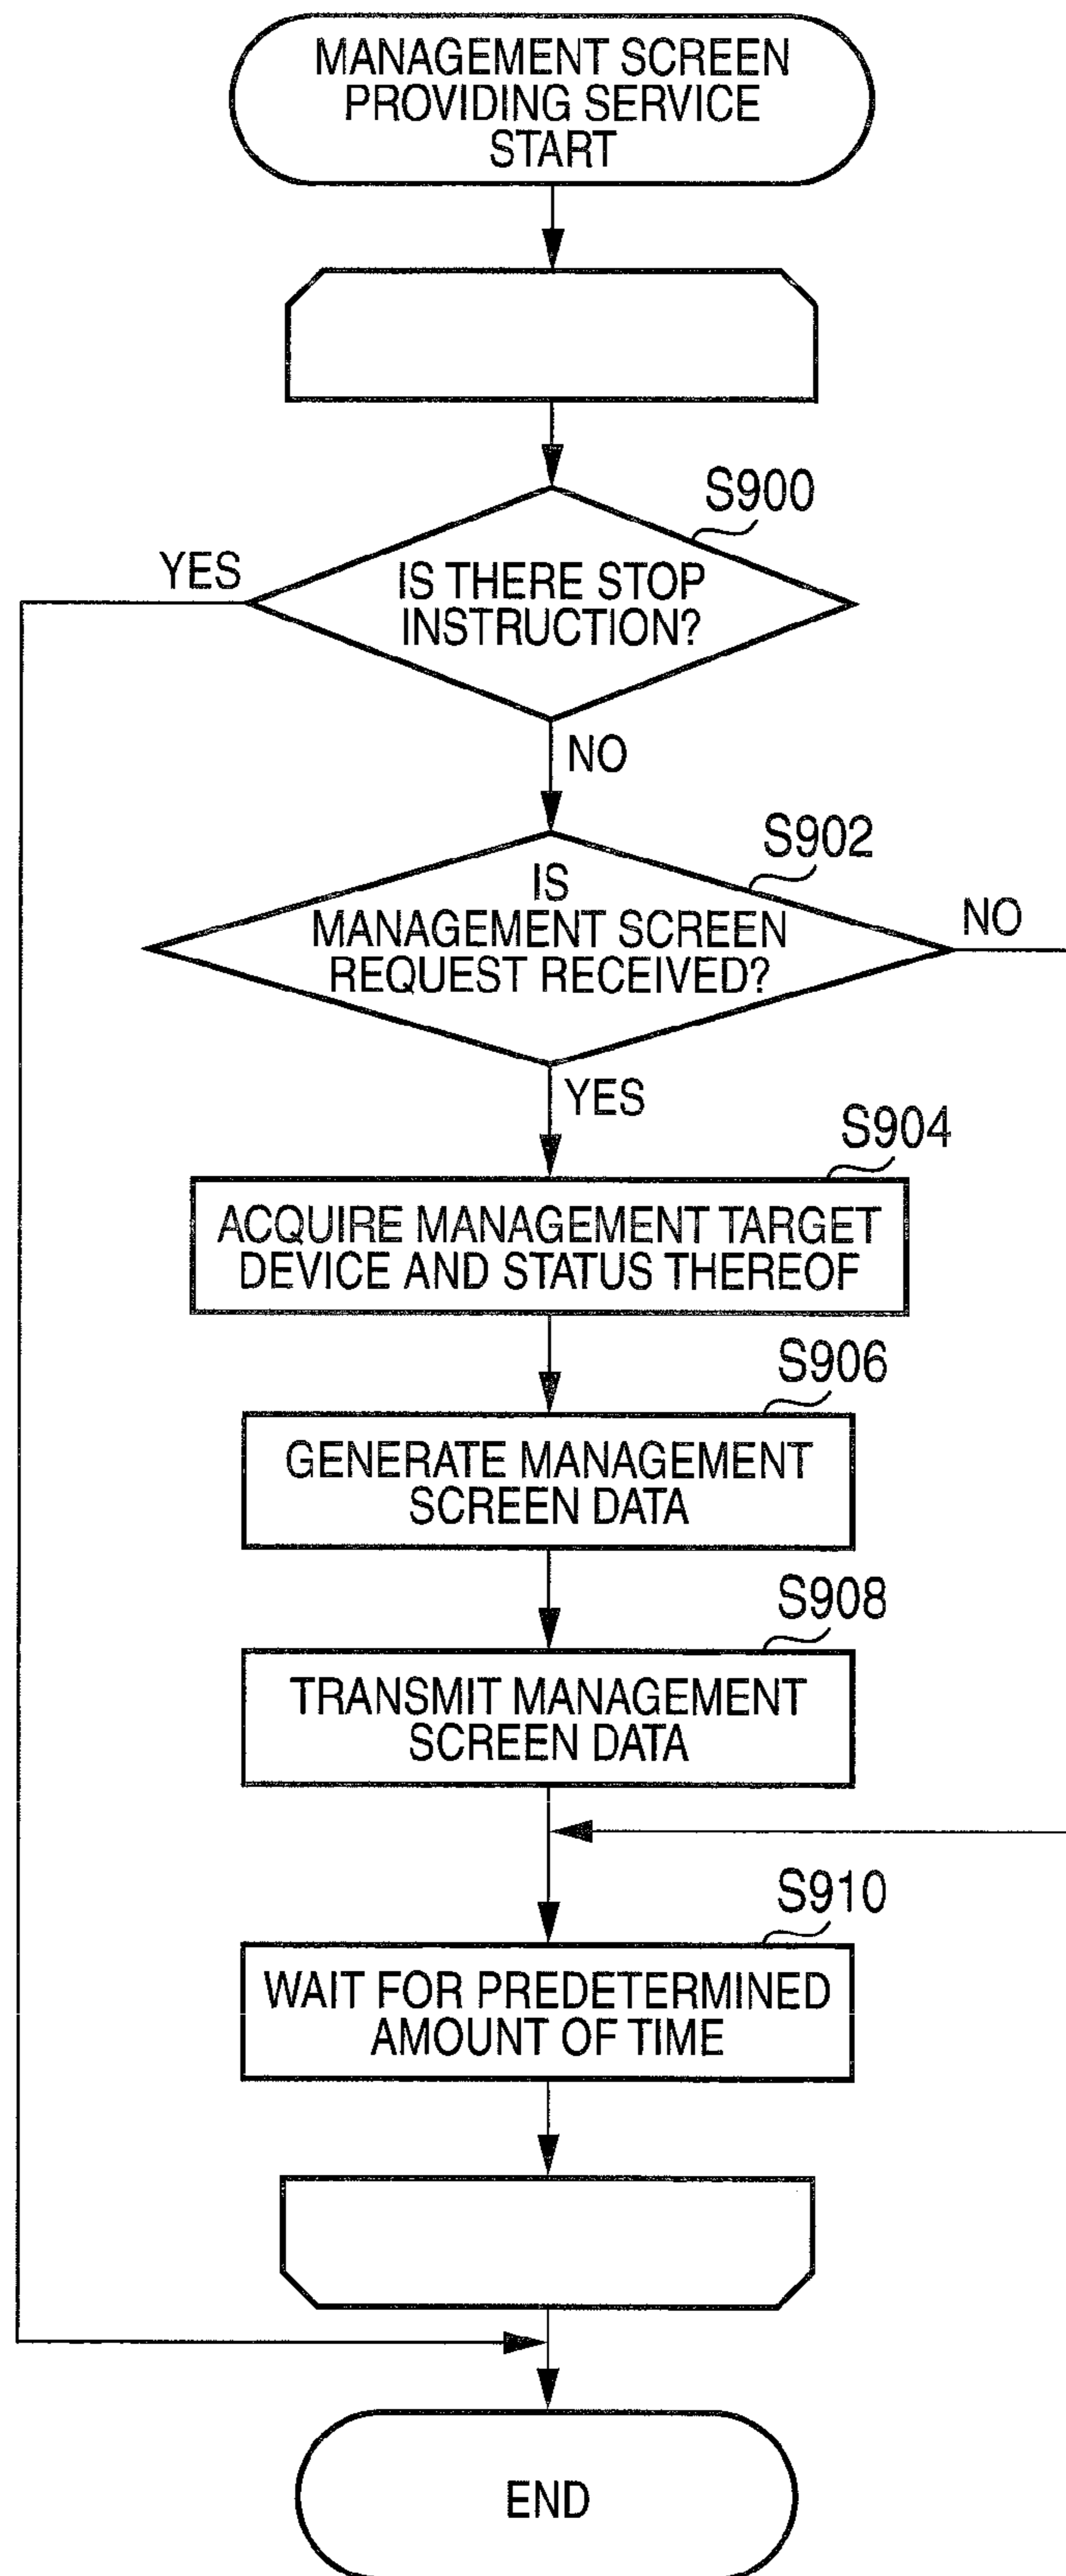 MANAGEMENT SCREEN
PROVIDING SERVICE
START
S900
YES
IS THERE STOP
INSTRUCTION?
NO
S902
IS
MANAGEMENT SCREEN
REQUEST RECEIVED?
NO
YES
S904
ACQUIRE MANAGEMENT TARGET
DEVICE AND STATUS THEREOF
S906
GENERATE MANAGEMENT
SCREEN DATA
S908
TRANSMIT MANAGEMENT
SCREEN DATA
S910
WAIT FOR PREDETERMINED
AMOUNT OF TIME
END